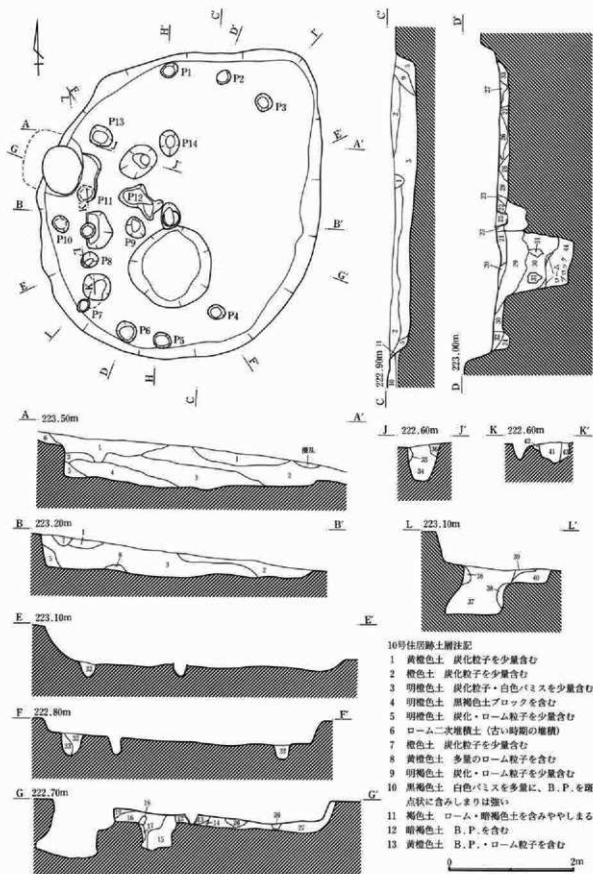 C'
D'
H'
I'
P1
P2
P3
E'
A'
A
G
P13
P14
P11
P12
B
P10
P9
B'
P8
G'
E
K
P7
P4
P6
P5
I
D
H
C
F
C'
D'
C 222.90m
D 223.00m
ロームブロック
A 223.50m A'
撹乱
B 223.20m B'
E 223.10m E'
F 222.80m F'
G 222.70m G'
J 222.60m J'
K 222.60m K'
L 223.10m L'
10号住居跡土層注記
1 黄橙色土 炭化粒子を少量含む
2 橙色土 炭化粒子を少量含む
3 明橙色土 炭化粒子・白色パミスを少量含む
4 明橙色土 黒褐色土ブロックを含む
5 明橙色土 炭化・ローム粒子を少量含む
6 ローム二次堆積土（古い時期の堆積）
7 橙色土 炭化粒子を少量含む
8 黄橙色土 多量のローム粒子を含む
9 明褐色土 炭化・ローム粒子を少量含む
10 黒褐色土 白色パミスを多量に、B.P.を斑
点状に含みしまりは強い
11 褐色土 ローム・暗褐色土を含みややしまる
12 暗褐色土 B.P.を含む
13 黄橙色土 B.P.・ローム粒子を含む
0 2m